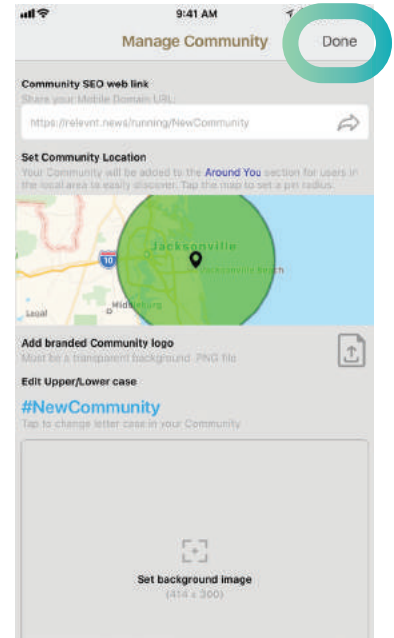 9:41 AM
Manage Community
Done
Community SEO web link
Share your Mobile Domain URL:
https://relevnt.news/running/NewCommunity
Set Community Location
Your Community will be added to the Around You section for users in
the local area to easily discover. Tap the map to set a pin radius.
Jacksonville
10
Jacksonville Beach
Middleburg
Add branded Community logo
Must be a transparent background .PNG file
Edit Upper/Lower case
#NewCommunity
Tap to change letter case in your Community
Set background image
(414 x 300)